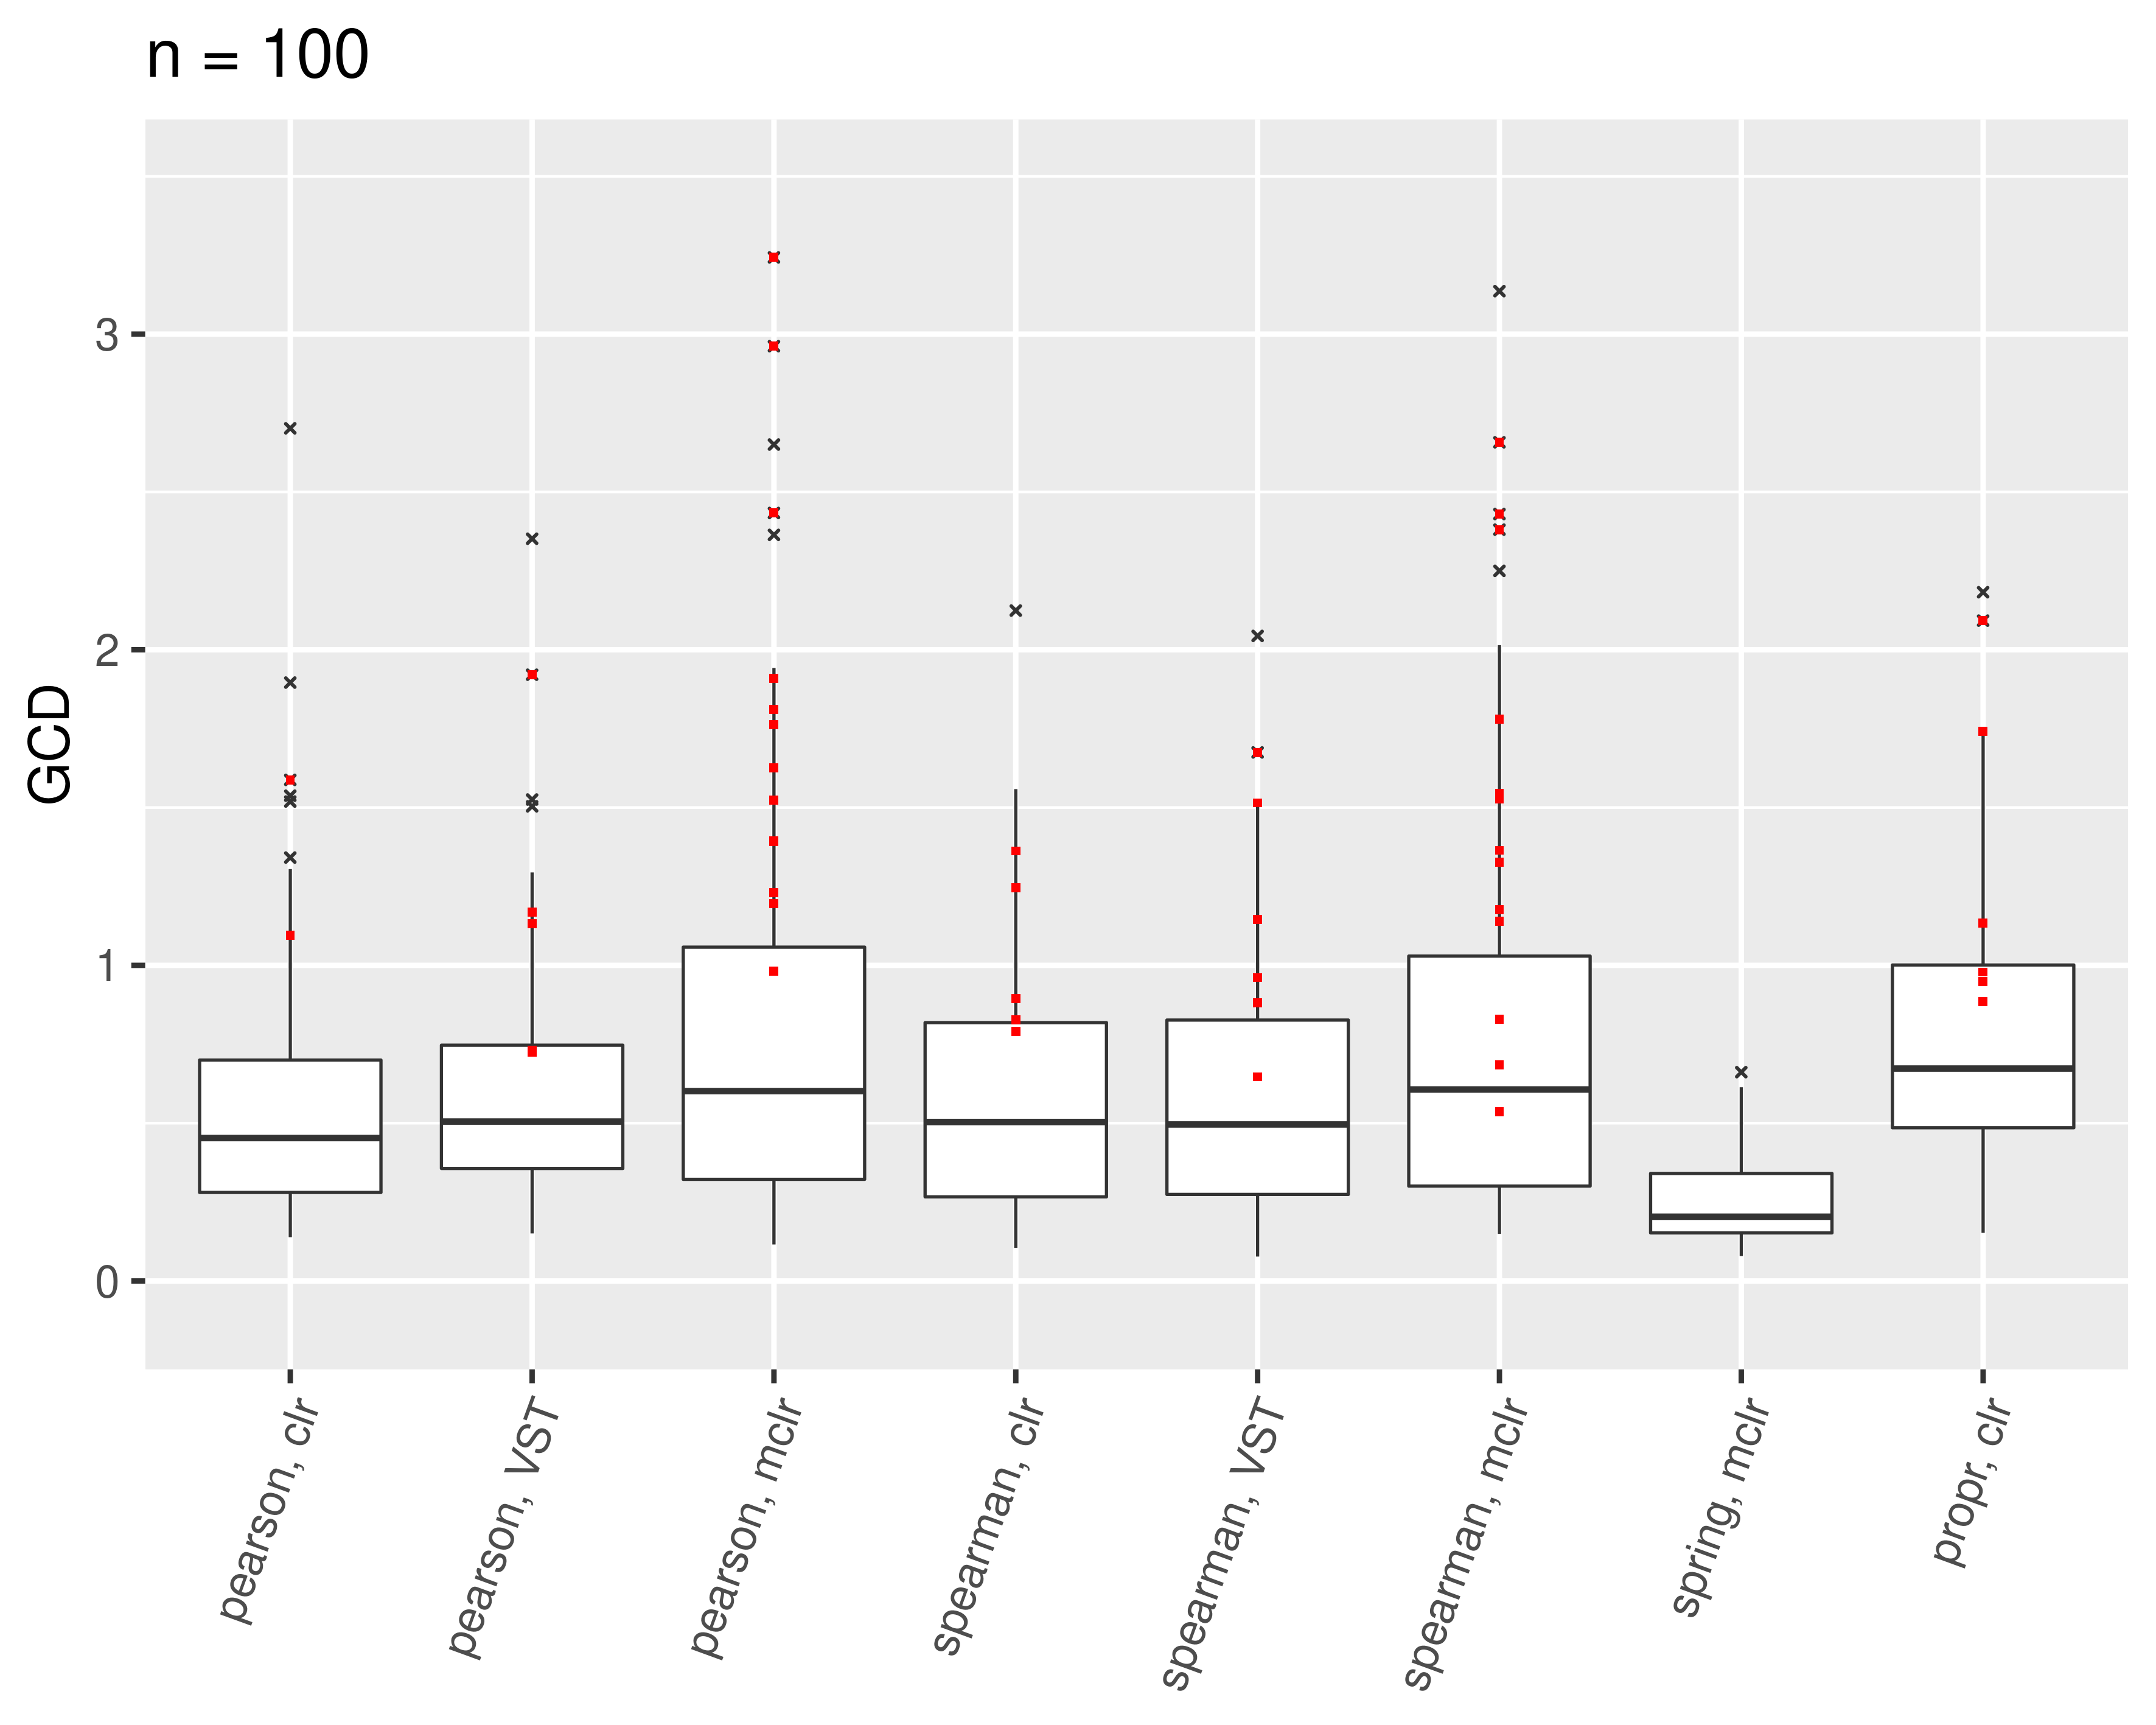 n = 100
GCD
3
2
1
0
pearson, clr
pearson, VST
pearson, mclr
spearman, clr
spearman, VST
spearman, mclr
spring, mclr
propr, clr